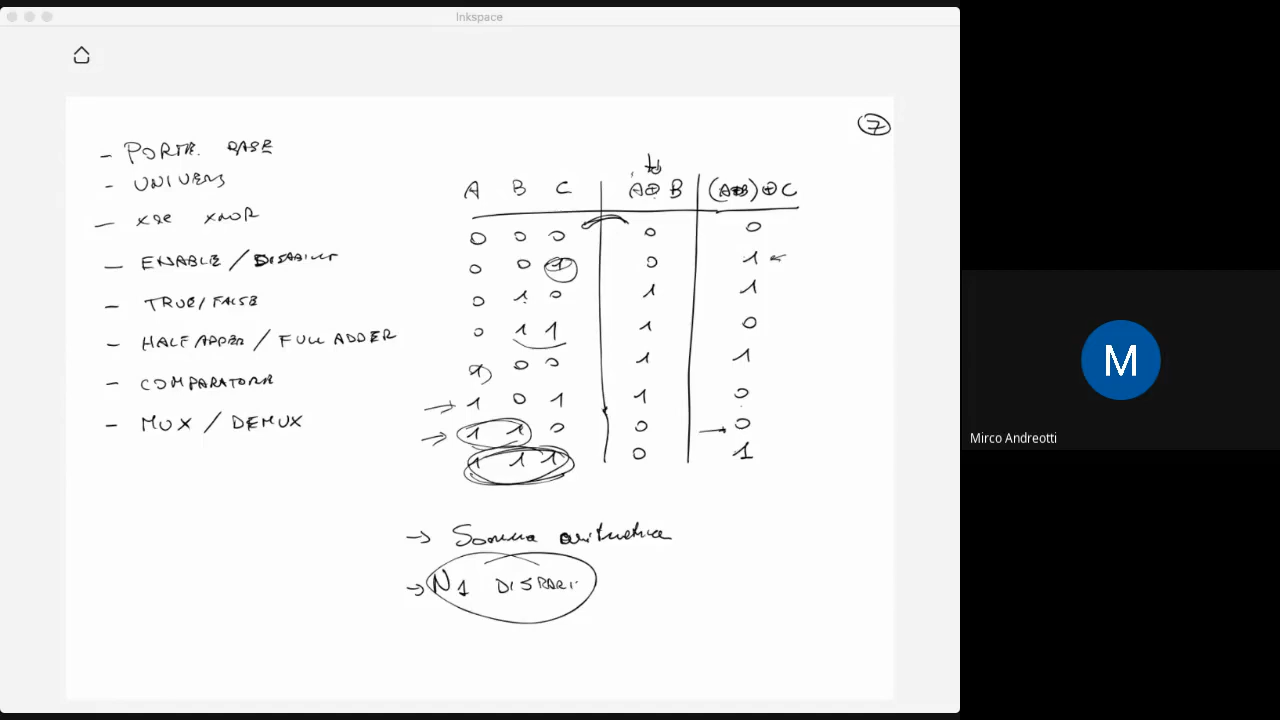 Inkspace
7
- PORTE BASE
- UNIVERS
- XOR XNOR
- ENABLE / DISABLE
- TRUE / FALSE
- HALF ADDER / FULL ADDER
- COMPARATORE
- MUX / DEMUX
A B C A⊕B (A⊕B)⊕C
0 0 0 0 0
0 0 1 0 1
0 1 0 1 1
0 1 1 1 0
1 0 0 1 1
1 0 1 1 0
1 1 0 0 0
1 1 1 0 1
→ Somma aritmetica
→ N 1 DISPARI
M
Mirco Andreotti